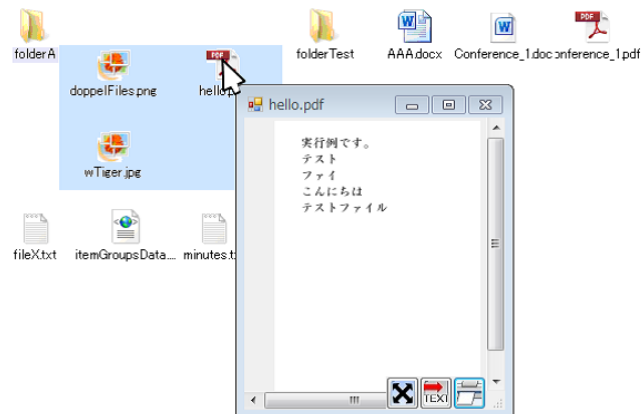 folderA
folderTest
AAA.docx
Conference_1.doc
onference_1.pdf
doppelFiles.png
hello.
wTiger.jpg
hello.pdf
実行例です。
テスト
ファイ
こんにちは
テストファイル
fileX.txt
itemGroupsData....
minutes.t
TEXT